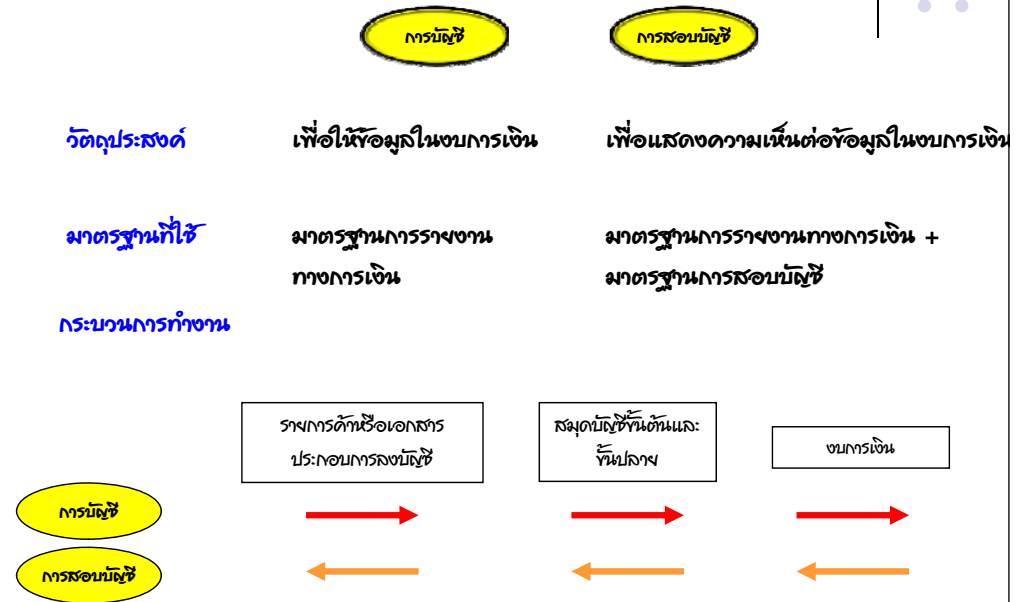 การบัญชี การสอบบัญชี
วัตถุประสงค์ เพื่อให้ข้อมูลในงบการเงิน เพื่อแสดงความเห็นต่อข้อมูลในงบการเงิน
มาตรฐานที่ใช้ มาตรฐานการรายงาน มาตรฐานการรายงานทางการเงิน +
ทางการเงิน มาตรฐานการสอบบัญชี
กระบวนการทำงาน
รายการค้าหรือเอกสาร สมุดบัญชีขั้นต้นและ
ประกอบการลงบัญชี ขั้นปลาย งบการเงิน
การบัญชี
การสอบบัญชี